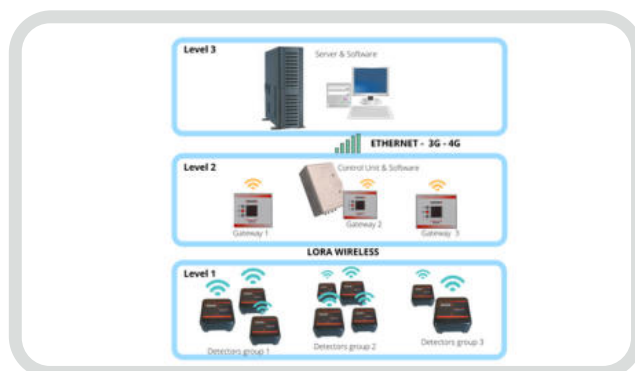 Level 3
Server & Software
ETHERNET - 3G - 4G
Level 2
Control Unit & Software
Gateway 1
Gateway 2
Gateway 3
LORA WIRELESS
Level 1
Detectors group 1
Detectors group 2
Detectors group 3